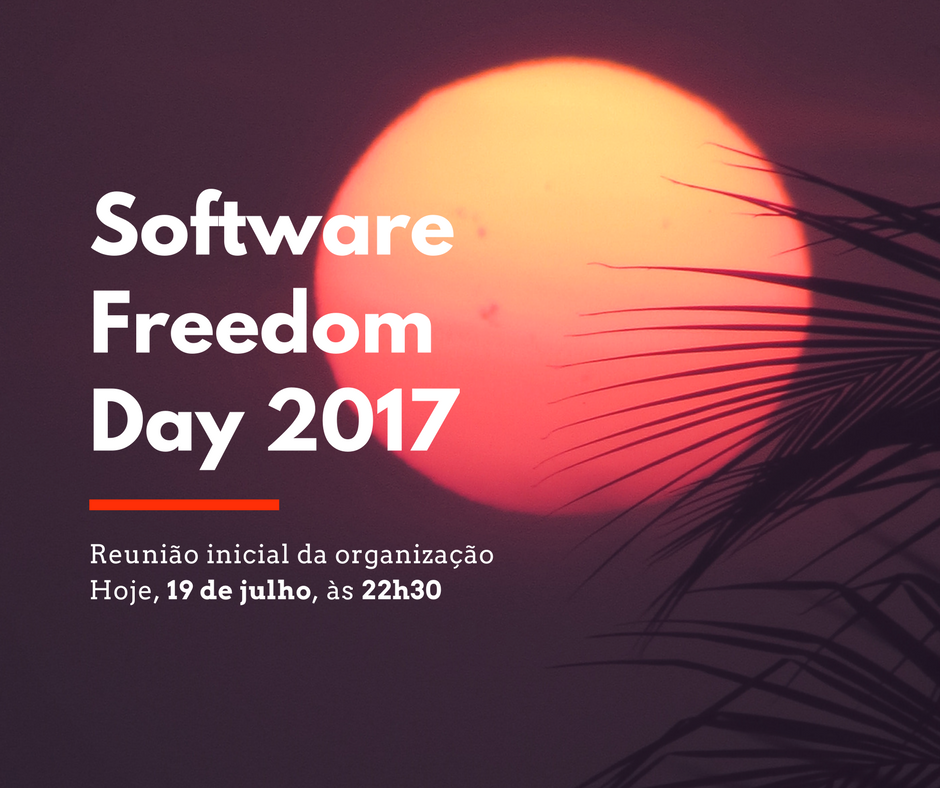 Software
Freedom
Day 2017
Reunião inicial da organização
Hoje, 19 de julho, às 22h30